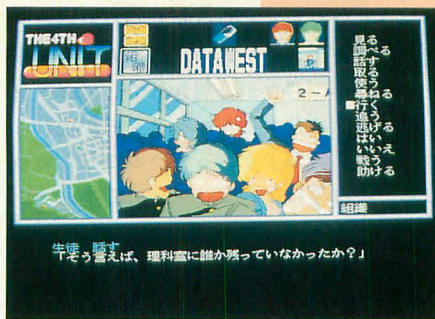 THE4TH
UNIT
DATAWEST
組織
2-A
見る
調べる
話す
取る
使う
尋ねる
行く
追う
逃げる
はい
いいえ
戦う
助ける
組織
生徒　話す
「そう言えば、理科室に誰か残っていなかったか？」